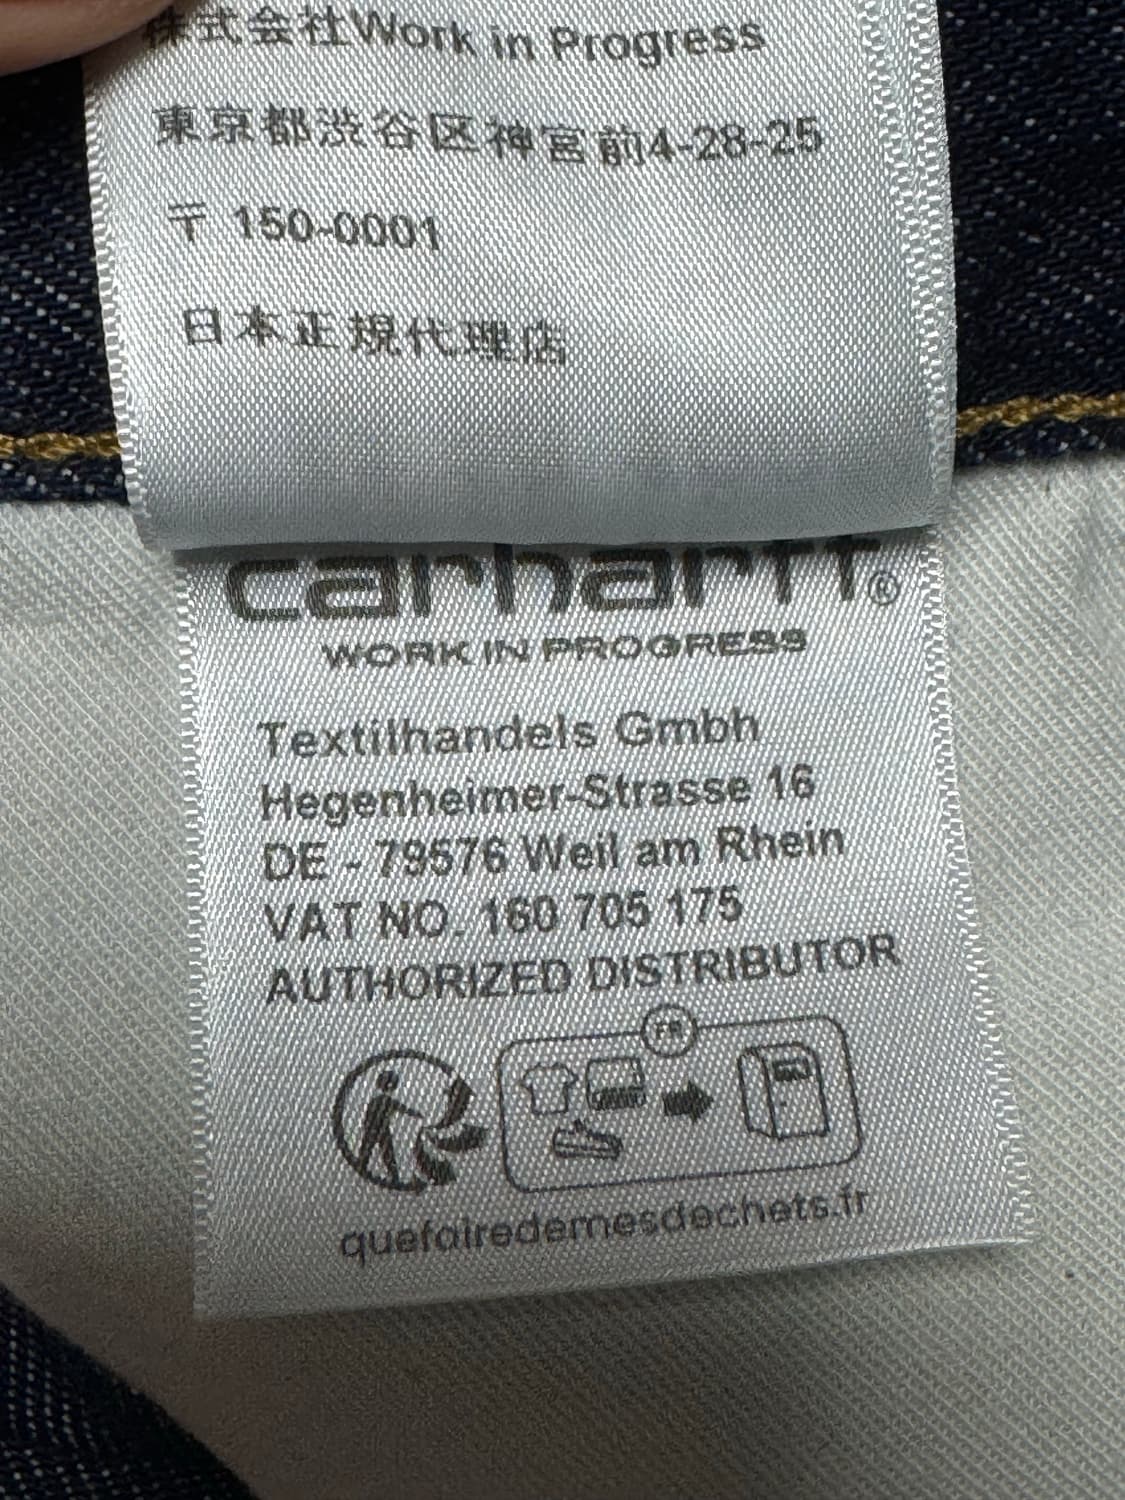 株式会社Work in Progress
東京都渋谷区神宮前4-28-25
〒 150-0001
日本正規代理店
carhartt®
WORK IN PROGRESS
Textilhandels Gmbh
Hegenheimer-Strasse 16
DE - 79576 Weil am Rhein
VAT NO. 160 705 175
AUTHORIZED DISTRIBUTOR
FR
quefairedemesdechets.fr